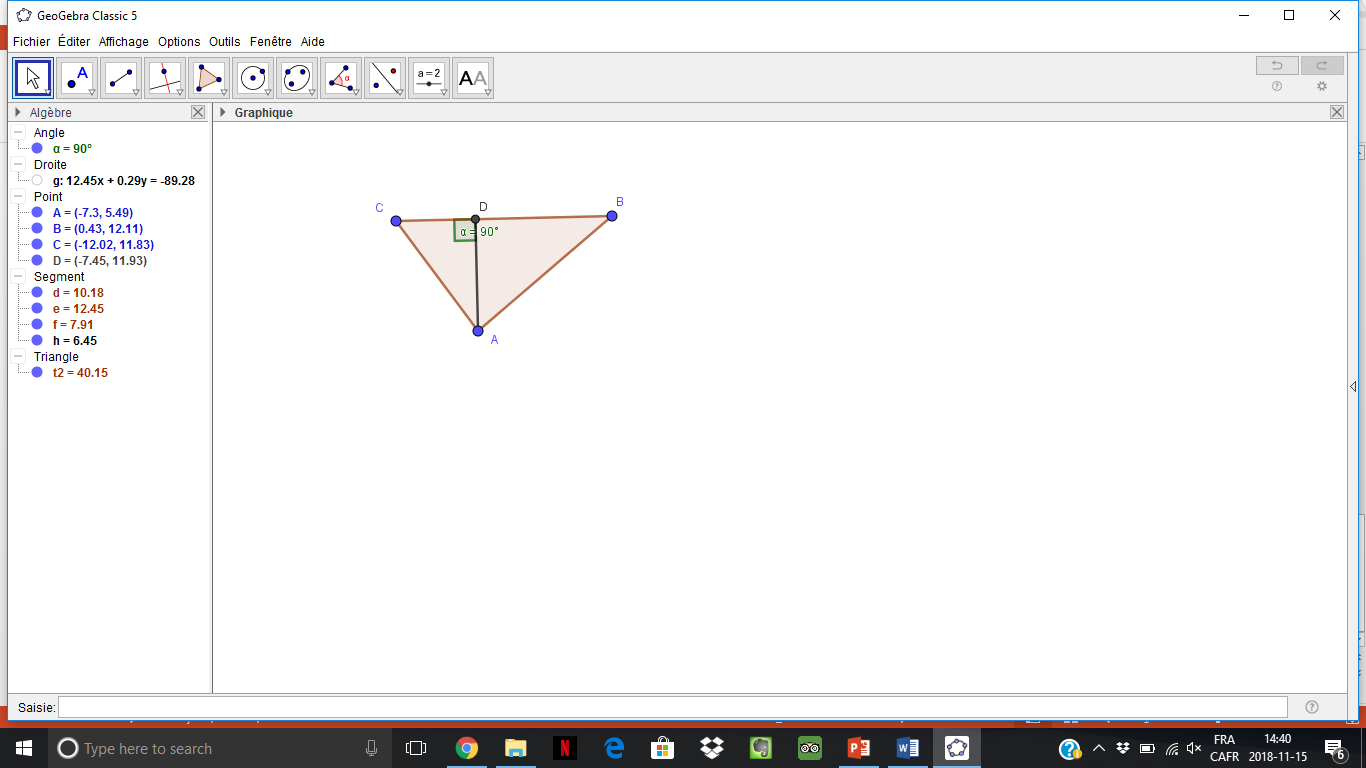 GeoGebra Classic 5
Fichier Éditer Affichage Options Outils Fenêtre Aide
A α a=2 AA
Algèbre
Graphique
Angle
α = 90°
Droite
g: 12.45x + 0.29y = -89.28
Point
A = (-7.3, 5.49)
B = (0.43, 12.11)
C = (-12.02, 11.83)
D = (-7.45, 11.93)
Segment
d = 10.18
e = 12.45
f = 7.91
h = 6.45
Triangle
t2 = 40.15
C
D
B
α = 90°
A
Saisie:
Type here to search
FRA
CAFR
14:40
2018-11-15
6